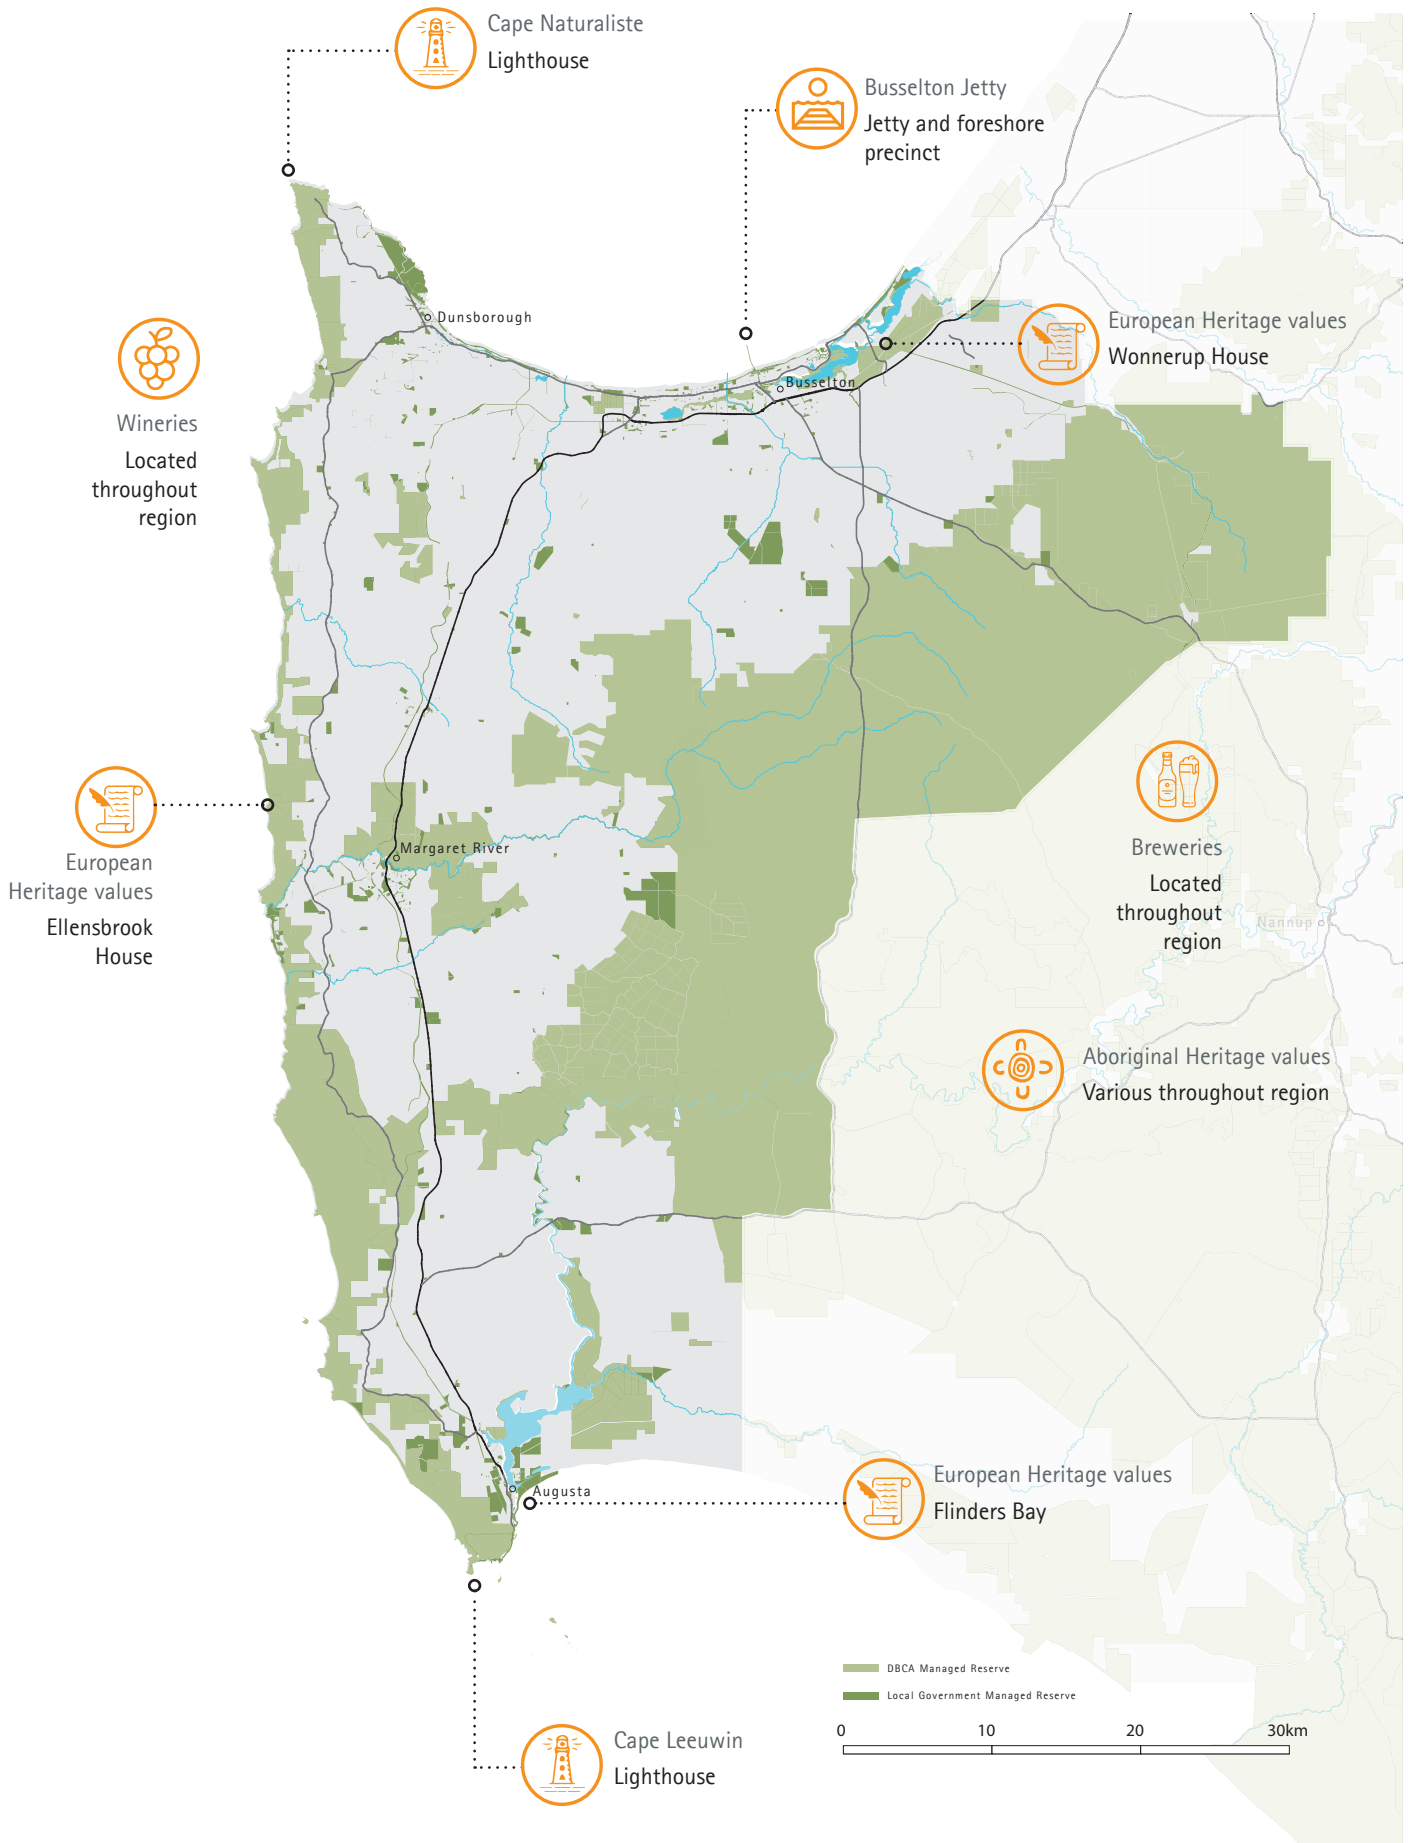 Cape Naturaliste
Lighthouse
Busselton Jetty
Jetty and foreshore
precinct
Dunsborough
European Heritage values
Wonnerup House
Busselton
Wineries
Located
throughout
region
European
Heritage values
Ellensbrook
House
Margaret River
Breweries
Located
throughout
region
Nannup
Aboriginal Heritage values
Various throughout region
European Heritage values
Flinders Bay
Augusta
DBCA Managed Reserve
Local Government Managed Reserve
0 10 20 30km
Cape Leeuwin
Lighthouse